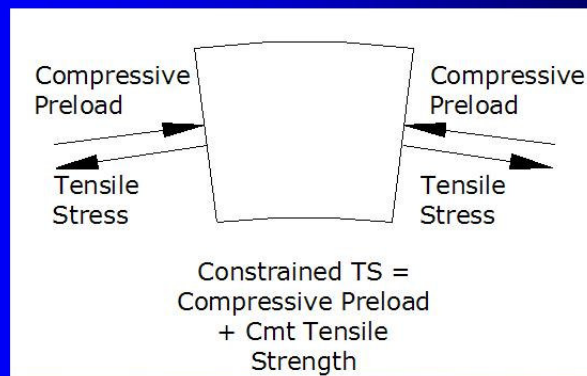 Compressive
Preload
Tensile
Stress
Compressive
Preload
Tensile
Stress
Constrained TS =
Compressive Preload
+ Cmt Tensile
Strength